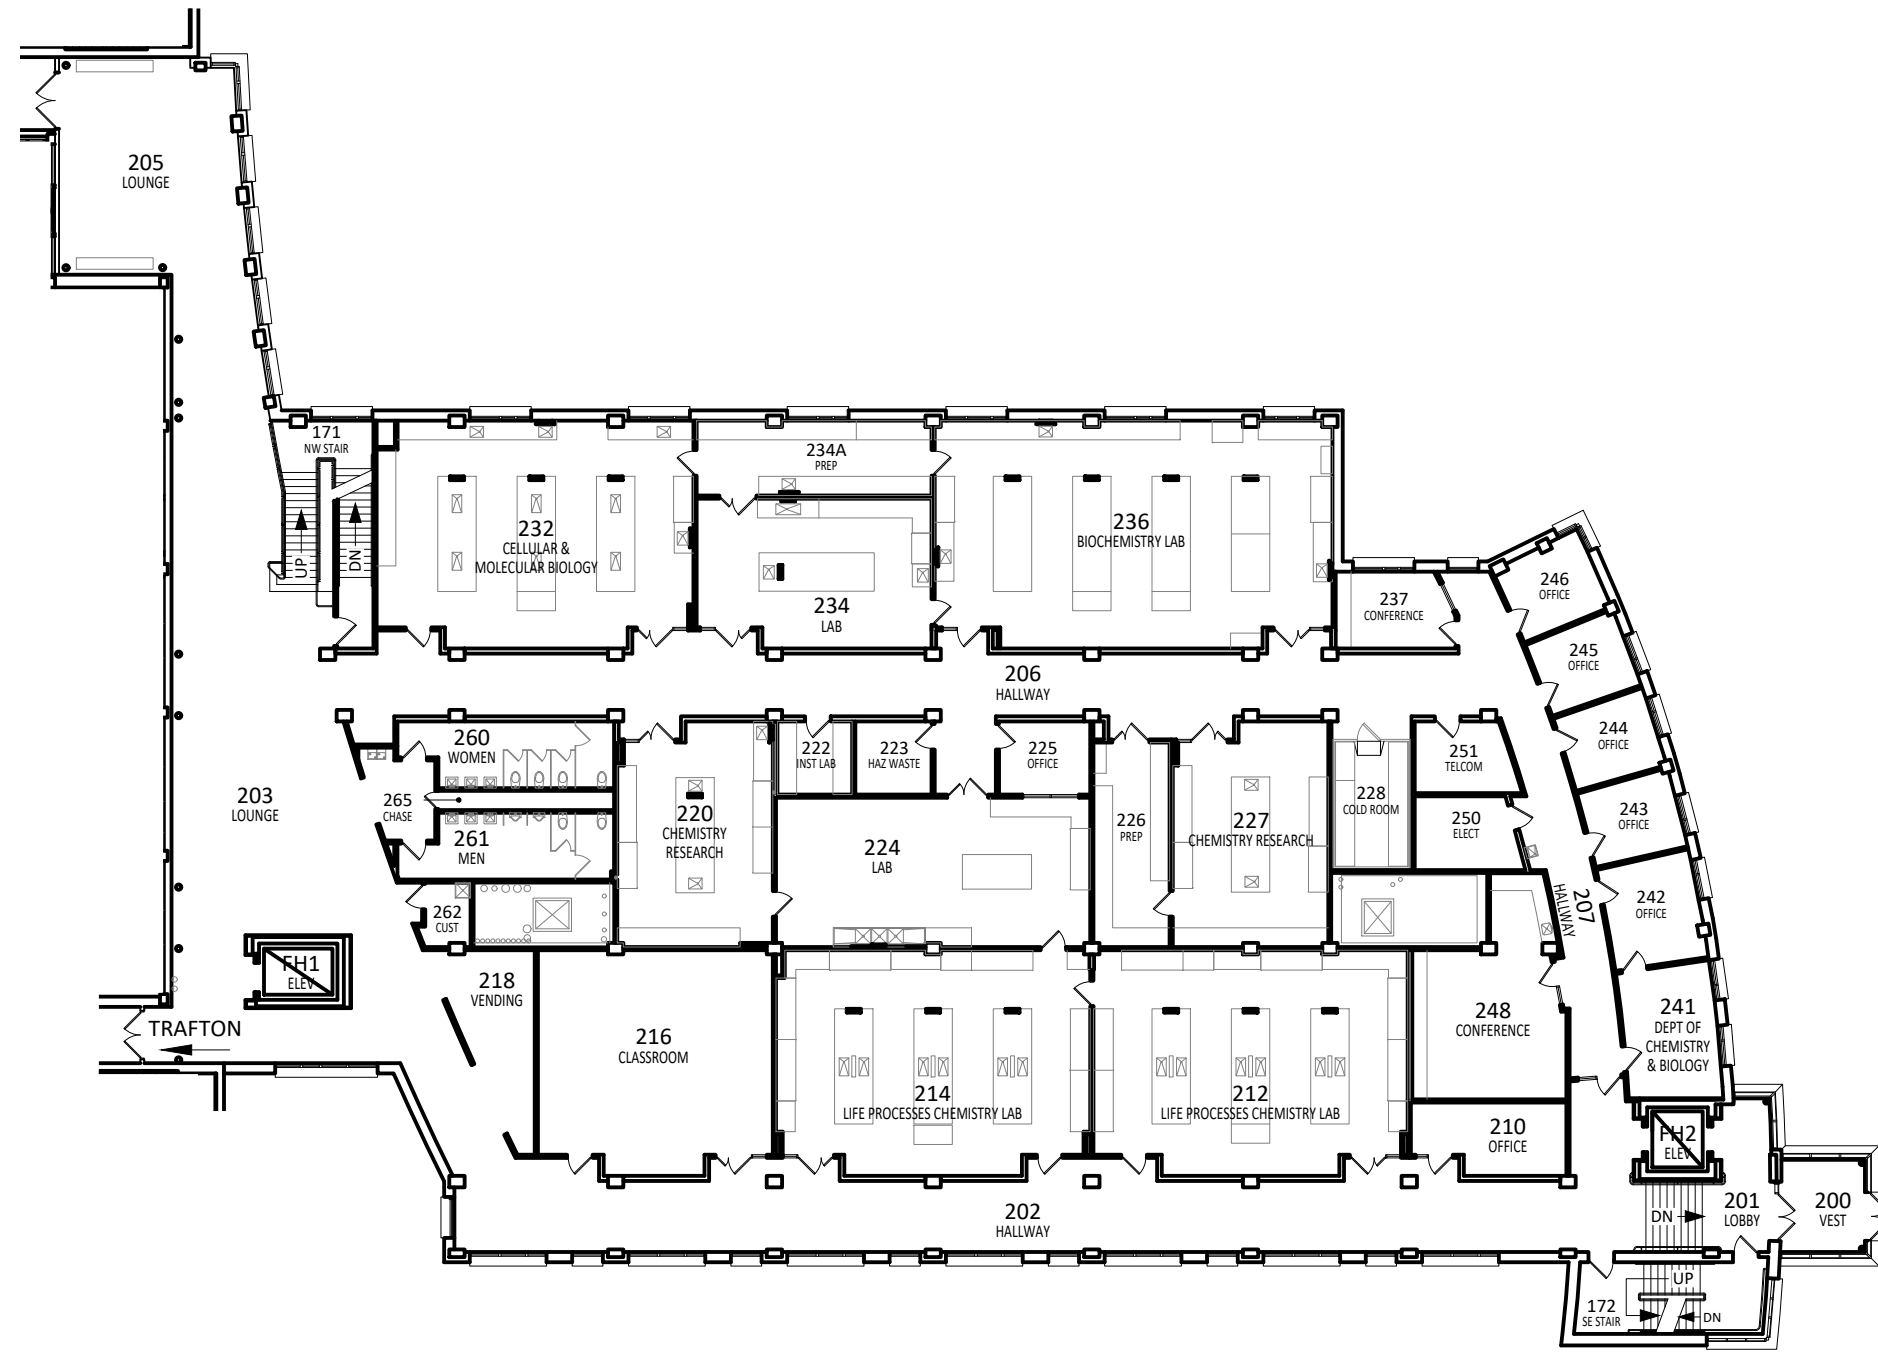 205
LOUNGE
171
NW STAIR
UP
DN
232
CELLULAR &
MOLECULAR BIOLOGY
234A
PREP
234
LAB
236
BIOCHEMISTRY LAB
237
CONFERENCE
246
OFFICE
245
OFFICE
244
OFFICE
243
OFFICE
242
OFFICE
241
DEPT OF
CHEMISTRY
& BIOLOGY
206
HALLWAY
203
LOUNGE
260
WOMEN
265
CHASE
261
MEN
262
CUST
220
CHEMISTRY
RESEARCH
222
INST LAB
223
HAZ WASTE
225
OFFICE
224
LAB
226
PREP
227
CHEMISTRY RESEARCH
228
COLD ROOM
251
TELCOM
250
ELECT
207
HALLWAY
FH1
ELEV
TRAFTON
218
VENDING
216
CLASSROOM
214
LIFE PROCESSES CHEMISTRY LAB
212
LIFE PROCESSES CHEMISTRY LAB
248
CONFERENCE
210
OFFICE
FH2
ELEV
202
HALLWAY
DN
201
LOBBY
200
VEST
172
SE STAIR
UP
DN